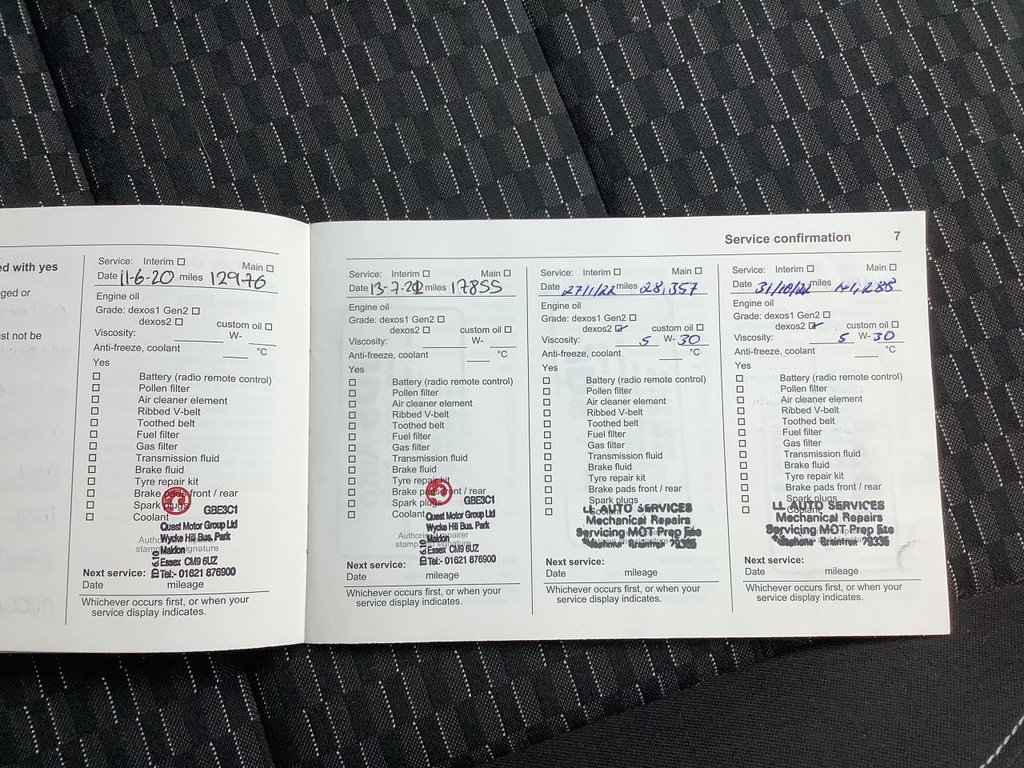 ed with yes
ged or
st not be
Service: Interim ☐ Main ☐
Date 11-6-20 miles 12976
Engine oil
Grade: dexos1 Gen2 ☐
dexos2 ☐ custom oil ☐
Viscosity: W-
Anti-freeze, coolant °C
Yes
☐ Battery (radio remote control)
☐ Pollen filter
☐ Air cleaner element
☐ Ribbed V-belt
☐ Toothed belt
☐ Fuel filter
☐ Gas filter
☐ Transmission fluid
☐ Brake fluid
☐ Tyre repair kit
☐ Brake pads front / rear
☐ Spark plugs
☐ Coolant
GBE3C1
Quest Motor Group Ltd
Wycke Hill Bus. Park
Maldon
Essex CM9 6UZ
Tel:- 01621 876900
Next service:
Date mileage
Whichever occurs first, or when your
service display indicates.
Service confirmation 7
Service: Interim ☐ Main ☐
Date miles 17855
Engine oil
Grade: dexos1 Gen2 ☐
dexos2 ☐ custom oil ☐
Viscosity: W-
Anti-freeze, coolant °C
Yes
☐ Battery (radio remote control)
☐ Pollen filter
☐ Air cleaner element
☐ Ribbed V-belt
☐ Toothed belt
☐ Fuel filter
☐ Gas filter
☐ Transmission fluid
☐ Brake fluid
☐ Tyre repair kit
☐ Brake pads front / rear
☐ Spark plugs
☐ Coolant
GBE3C1
Quest Motor Group Ltd
Wycke Hill Bus. Park
Maldon
Essex CM9 6UZ
Tel:- 01621 876900
Next service:
Date mileage
Whichever occurs first, or when your
service display indicates.
Service: Interim ☐ Main ☐
Date 27/1/22 miles 28,357
Engine oil
Grade: dexos1 Gen2 ☐
dexos2 ☑ custom oil ☐
Viscosity: 5 W- 30
Anti-freeze, coolant °C
Yes
☐ Battery (radio remote control)
☐ Pollen filter
☐ Air cleaner element
☐ Ribbed V-belt
☐ Toothed belt
☐ Fuel filter
☐ Gas filter
☐ Transmission fluid
☐ Brake fluid
☐ Tyre repair kit
☐ Brake pads front / rear
☐ Spark plugs
☐
LL AUTO SERVICES
Mechanical Repairs
Servicing MOT Prep Etc
Telephone Braintree
Next service:
Date mileage
Whichever occurs first, or when your
service display indicates.
Service: Interim ☐ Main ☐
Date miles
Engine oil
Grade: dexos1 Gen2 ☐
dexos2 ☑ custom oil ☐
Viscosity: 5 W- 30
Anti-freeze, coolant °C
Yes
☐ Battery (radio remote control)
☐ Pollen filter
☐ Air cleaner element
☐ Ribbed V-belt
☐ Toothed belt
☐ Fuel filter
☐ Gas filter
☐ Transmission fluid
☐ Brake fluid
☐ Tyre repair kit
☐ Brake pads front / rear
☐ Spark plugs
☐
LL AUTO SERVICES
Mechanical Repairs
Servicing MOT Prep Etc
Telephone Braintree
Next service:
Date mileage
Whichever occurs first, or when your
service display indicates.